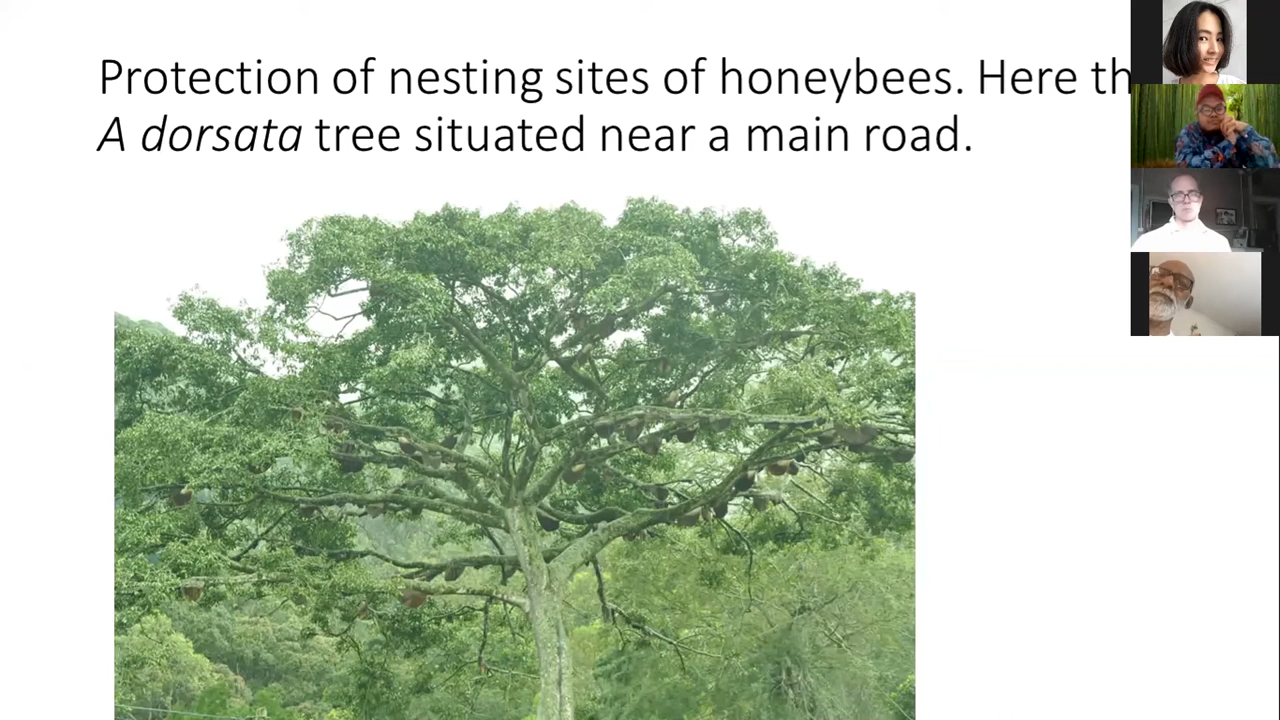 Protection of nesting sites of honeybees. Here th
A dorsata tree situated near a main road.